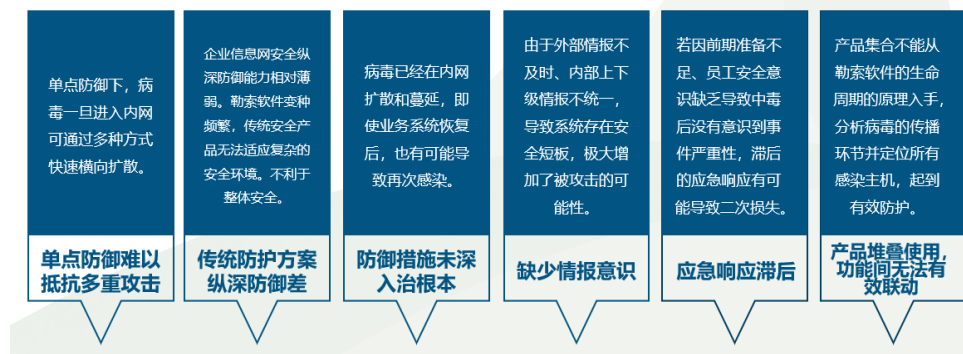 单点防御下，病
毒一旦进入内网
可通过多种方式
快速横向扩散。
单点防御难以
抵抗多重攻击
企业信息网安全纵
深防御能力相对薄
弱。勒索软件变种
频繁，传统安全产
品无法适应复杂的
安全环境。不利于
整体安全。
传统防护方案
纵深防御差
病毒已经在内网
扩散和蔓延，即
使业务系统恢复
后，也有可能导
致再次感染。
防御措施未深
入治根本
由于外部情报不
及时、内部上下
级情报不统一，
导致系统存在安
全短板，极大增
加了被攻击的可
能性。
缺少情报意识
若因前期准备不
足、员工安全意
识缺乏导致中毒
后没有意识到事
件严重性，滞后
的应急响应有可
能导致二次损失。
应急响应滞后
产品集合不能从
勒索软件的生命
周期的原理入手，
分析病毒的传播
环节并定位所有
感染主机，起到
有效防护。
产品堆叠使用，
功能间无法有
效联动